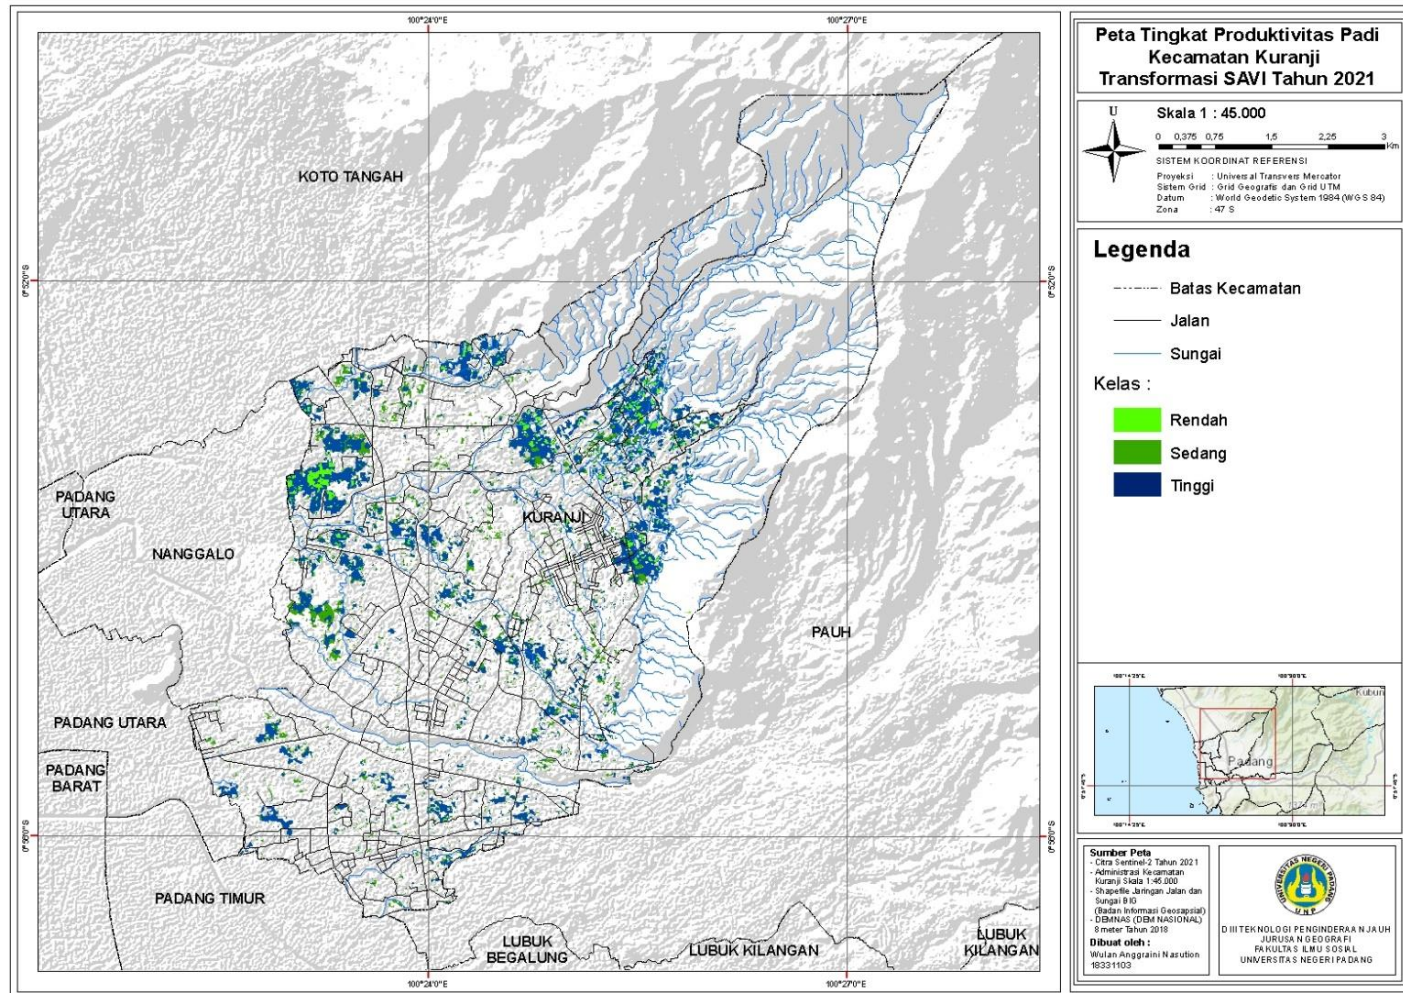 Peta Tingkat Produktivitas Padi
Kecamatan Kuranji
Transformasi SAVI Tahun 2021
U
Skala 1 : 45.000
0 0,375 0,75 1,5 2,25 3
Km
SISTEM KOORDINAT REFERENSI
Proyeksi : Universal Transvers Mercator
Sistem Grid : Grid Geografis dan Grid UTM
Datum : World Geodetic System 1984 (WGS 84)
Zona : 47 S
Legenda
Batas Kecamatan
Jalan
Sungai
Kelas :
Rendah
Sedang
Tinggi
100°24'0"E 100°27'0"E
KOTO TANGAH
0°52'0"S 0°52'0"S
PADANG
UTARA
KURANJI
NANGGALO
PAUH
PADANG UTARA
PADANG
BARAT
0°56'0"S 0°56'0"S
PADANG TIMUR
LUBUK
BEGALUNG
LUBUK KILANGAN
LUBUK
KILANGAN
100°24'0"E 100°27'0"E
Kubun
Padang
Sumber Peta
- Citra Sentinel-2 Tahun 2021
- Administrasi Kecamatan
Kuranji Skala 1:45.000
- Shapefile Jaringan Jalan dan
Sungai BIG
(Badan Informasi Geosapsial)
- DEMNAS (DEM NASIONAL)
8 meter Tahun 2018
Dibuat oleh :
Wulan Anggraini Nasution
18331103
UNIVERSITAS NEGERI PADANG
UNP
D III TEKNOLOGI PENGINDERAAN JAUH
JURUSAN GEOGRAFI
FAKULTAS ILMU SOSIAL
UNIVERSITAS NEGERI PADANG